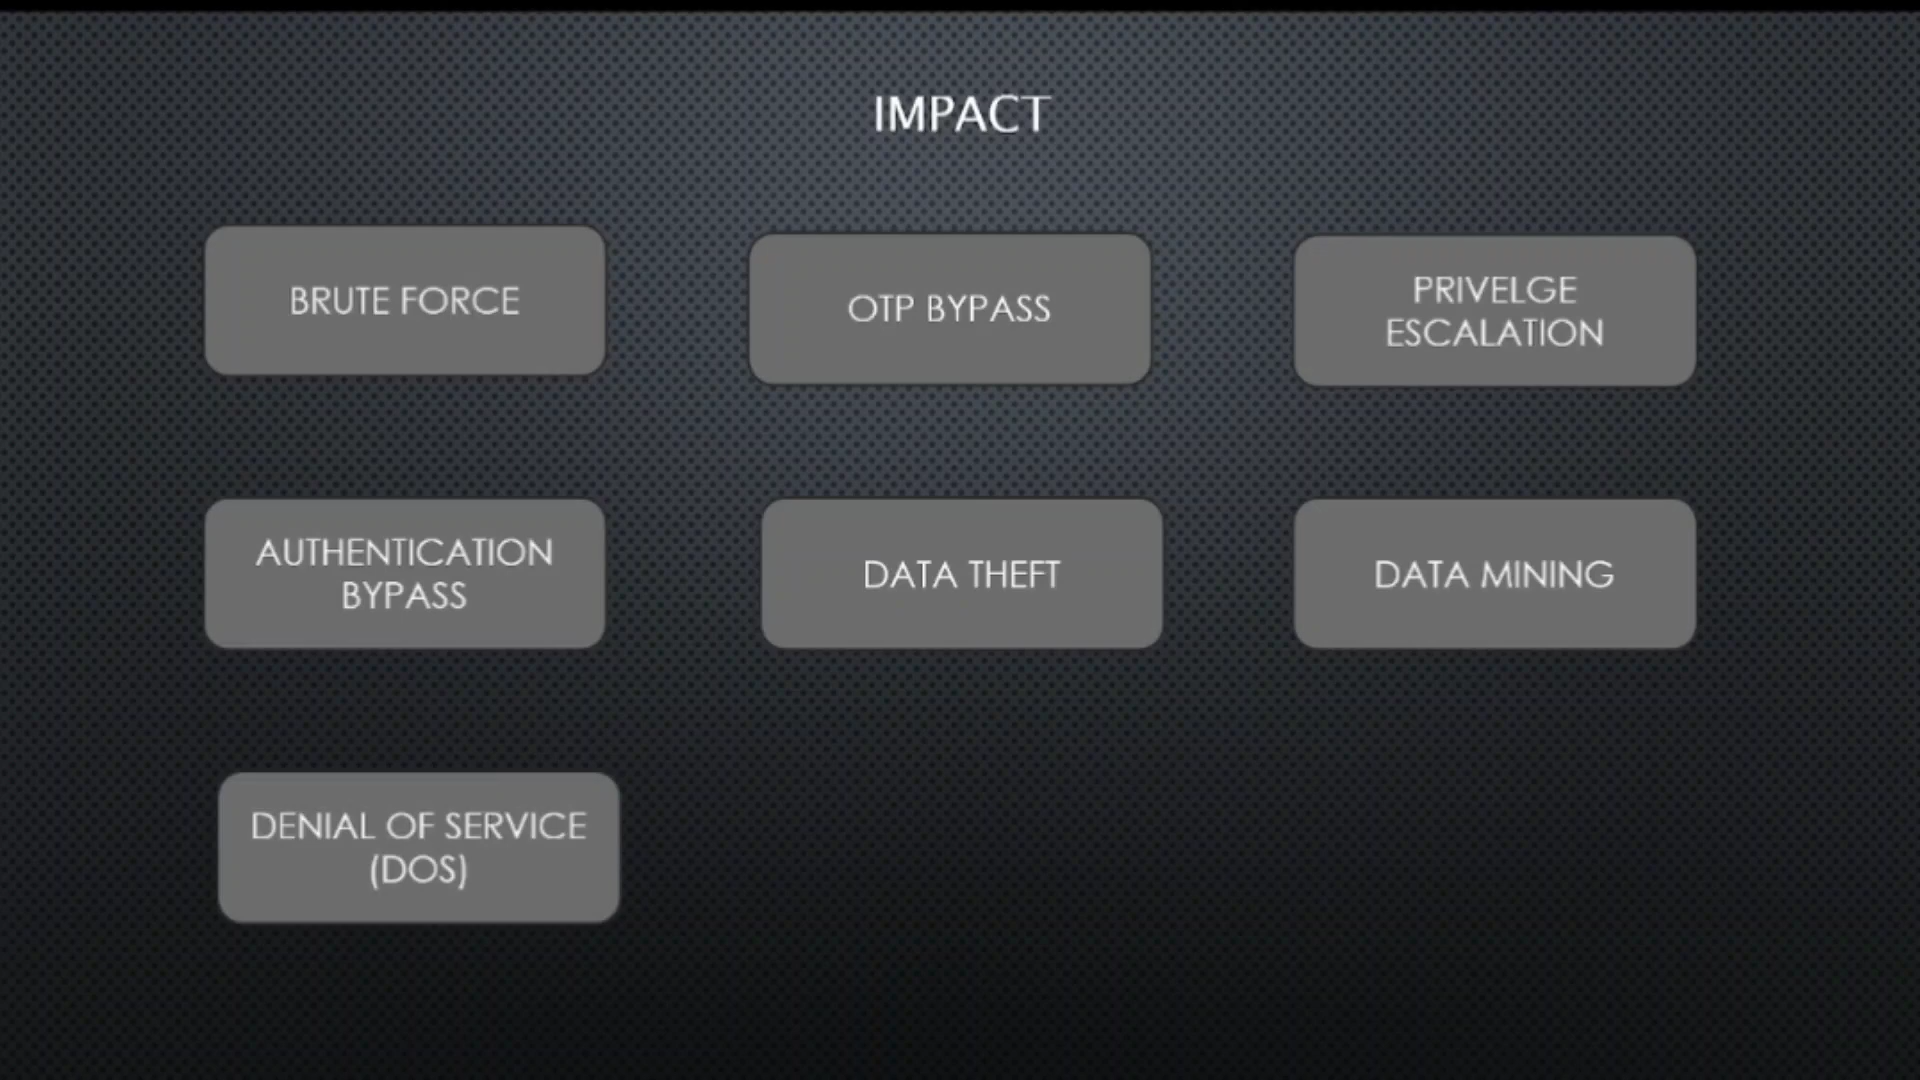 IMPACT
BRUTE FORCE
OTP BYPASS
PRIVELGE
ESCALATION
AUTHENTICATION
BYPASS
DATA THEFT
DATA MINING
DENIAL OF SERVICE
(DOS)